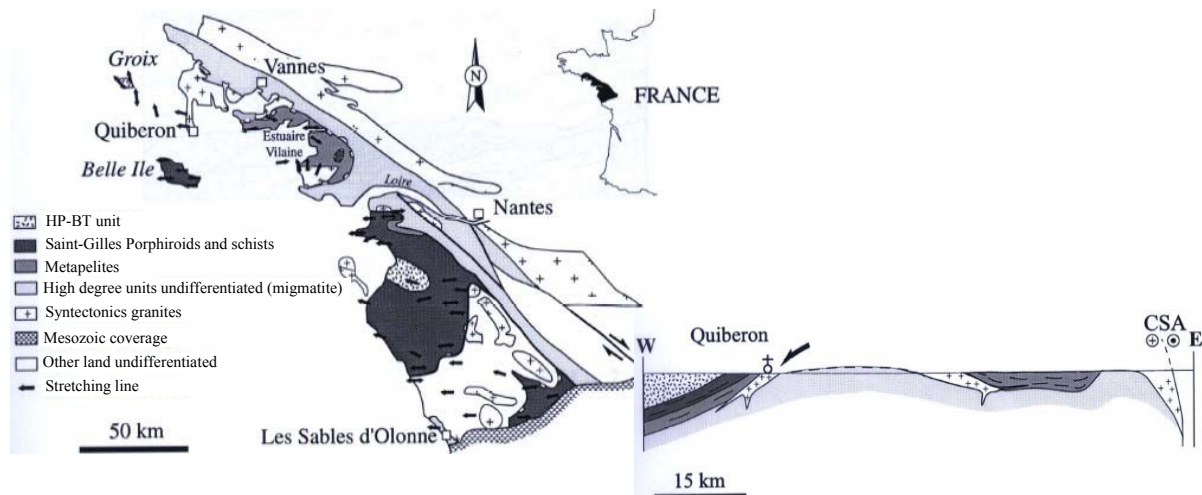 Groix
Vannes
N
FRANCE
Quiberon
Estuaire
Vilaine
Belle Ile
Loire
Nantes
HP-BT unit
Saint-Gilles Porphiroids and schists
Metapelites
High degree units undifferentiated (migmatite)
Syntectonics granites
Mesozoic coverage
Other land undifferentiated
Stretching line
50 km
Les Sables d'Olonne
CSA
W
Quiberon
E
15 km